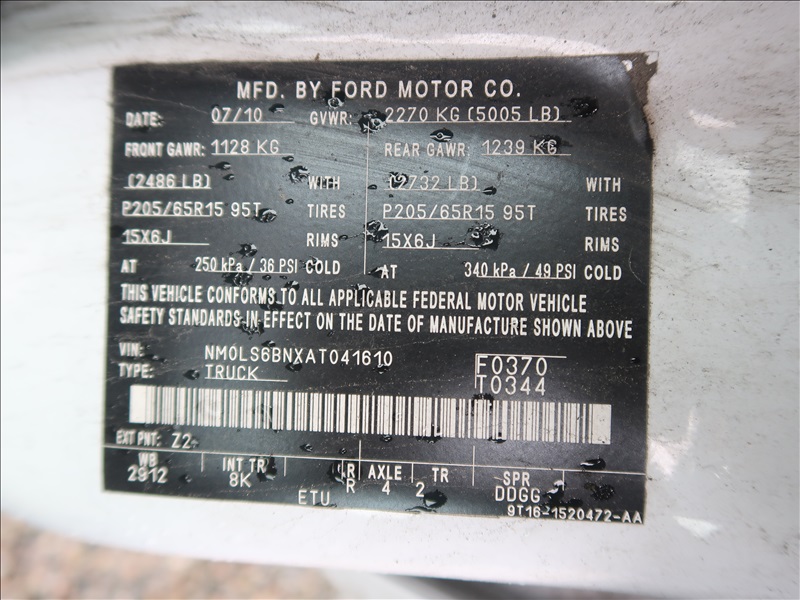 MFD. BY FORD MOTOR CO.
DATE: 07/10 GVWR: 2270 KG (5005 LB)
FRONT GAWR: 1128 KG REAR GAWR: 1239 KG
(2486 LB) WITH (2732 LB) WITH
P205/65R15 95T TIRES P205/65R15 95T TIRES
15X6J RIMS 15X6J RIMS
AT 250 kPa / 36 PSI COLD AT 340 kPa / 49 PSI COLD
THIS VEHICLE CONFORMS TO ALL APPLICABLE FEDERAL MOTOR VEHICLE
SAFETY STANDARDS IN EFFECT ON THE DATE OF MANUFACTURE SHOWN ABOVE
VIN: NM0LS6BNXAT041610 F0370
TYPE: TRUCK T0344
EXT PNT: Z2
WB INT TR R AXLE TR SPR
2912 8K R 4 2 DDGG
ETU 9T16-1520472-AA